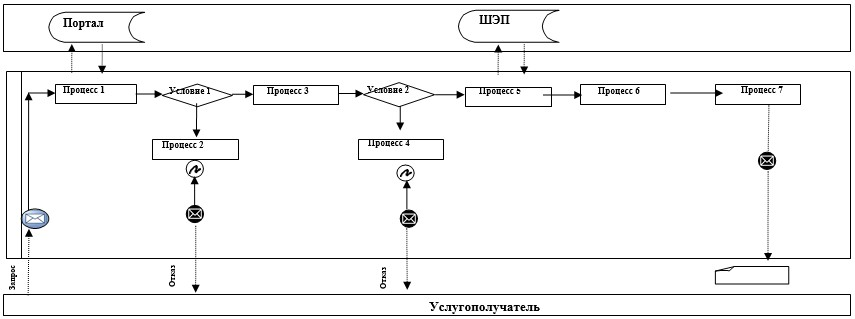 Портал
ШЭП
Процесс 1
Условие 1
Процесс 3
Условие 2
Процесс 5
Процесс 6
Процесс 7
Процесс 2
Процесс 4
Запрос
Отказ
Отказ
Услугополучатель